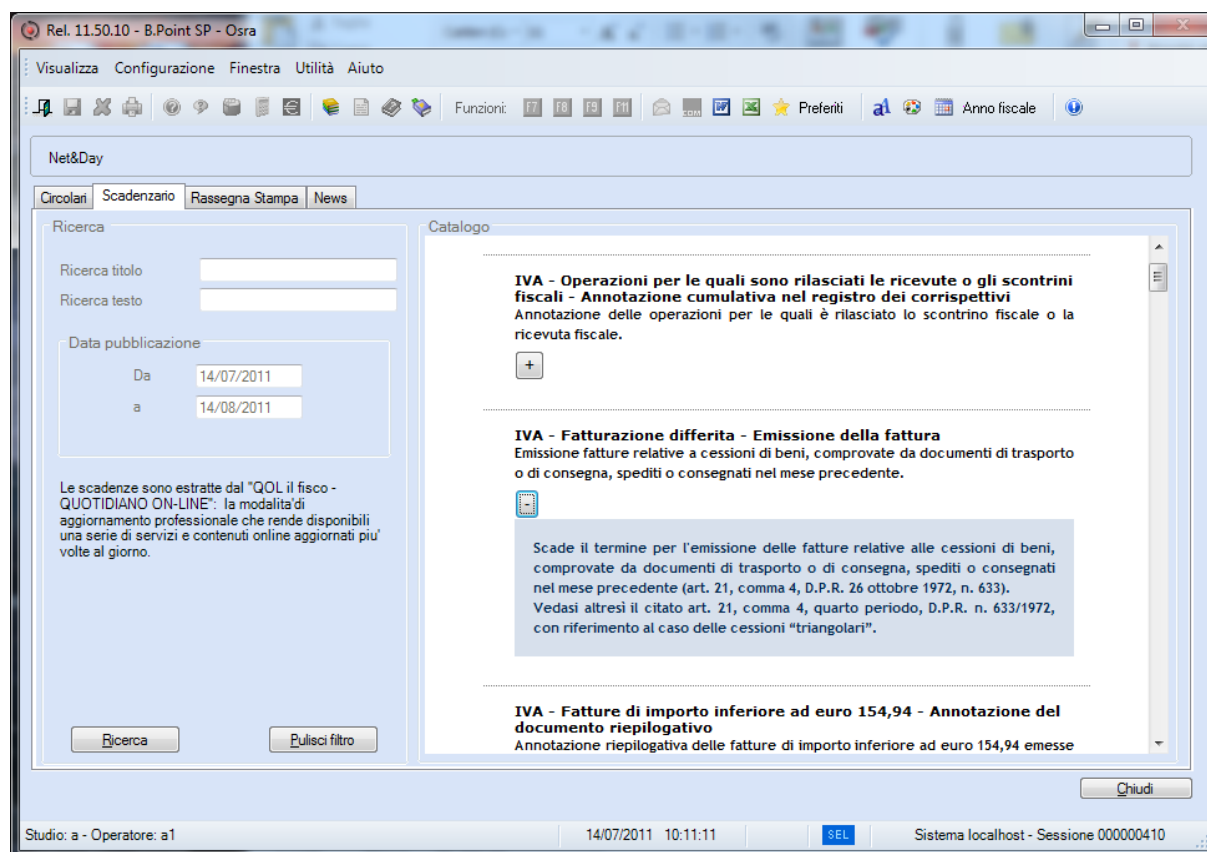 Rel. 11.50.10 - B.Point SP - Osra
Visualizza Configurazione Finestra Utilità Aiuto
Funzioni: F7 F8 F9 F11 Preferiti Anno fiscale
Net&Day
Circolari Scadenzario Rassegna Stampa News
Ricerca
Ricerca titolo
Ricerca testo
Data pubblicazione
Da 14/07/2011
a 14/08/2011
Le scadenze sono estratte dal "QOL il fisco -
QUOTIDIANO ON-LINE": la modalita'di
aggiornamento professionale che rende disponibili
una serie di servizi e contenuti online aggiornati piu'
volte al giorno.
Ricerca Pulisci filtro
Catalogo
IVA - Operazioni per le quali sono rilasciati le ricevute o gli scontrini
fiscali - Annotazione cumulativa nel registro dei corrispettivi
Annotazione delle operazioni per le quali è rilasciato lo scontrino fiscale o la
ricevuta fiscale.
+
IVA - Fatturazione differita - Emissione della fattura
Emissione fatture relative a cessioni di beni, comprovate da documenti di trasporto
o di consegna, spediti o consegnati nel mese precedente.
-
Scade il termine per l'emissione delle fatture relative alle cessioni di beni,
comprovate da documenti di trasporto o di consegna, spediti o consegnati
nel mese precedente (art. 21, comma 4, D.P.R. 26 ottobre 1972, n. 633).
Vedasi altresì il citato art. 21, comma 4, quarto periodo, D.P.R. n. 633/1972,
con riferimento al caso delle cessioni “triangolari”.
IVA - Fatture di importo inferiore ad euro 154,94 - Annotazione del
documento riepilogativo
Annotazione riepilogativa delle fatture di importo inferiore ad euro 154,94 emesse
Chiudi
Studio: a - Operatore: a1 14/07/2011 10:11:11 SEL Sistema localhost - Sessione 000000410